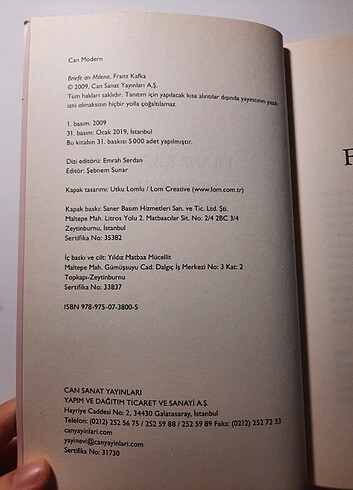 Can Modern
Briefe an Milena, Franz Kafka
© 2009, Can Sanat Yayınları A.Ş.
Tüm hakları saklıdır. Tanıtım için yapılacak kısa alıntılar dışında yayıncının yazılı
izni olmaksızın hiçbir yolla çoğaltılamaz.
1. basım: 2009
31. basım: Ocak 2019, İstanbul
Bu kitabın 31. baskısı 5 000 adet yapılmıştır.
Dizi editörü: Emrah Serdan
Editör: Şebnem Sunar
Kapak tasarımı: Utku Lomlu / Lom Creative (www.lom.com.tr)
Kapak baskı: Saner Basım Hizmetleri San. ve Tic. Ltd. Şti.
Maltepe Mah. Litros Yolu 2. Matbaacılar Sit. No: 2/4 2BC 3/4
Zeytinburnu, İstanbul
Sertifika No: 35382
İç baskı ve cilt: Yıldız Matbaa Mücellit
Maltepe Mah. Gümüşsuyu Cad. Dalgıç İş Merkezi No: 3 Kat: 2
Topkapı-Zeytinburnu
Sertifika No: 33837
ISBN 978-975-07-3800-5
CAN SANAT YAYINLARI
YAPIM VE DAĞITIM TİCARET VE SANAYİ A.Ş.
Hayriye Caddesi No: 2, 34430 Galatasaray, İstanbul
Telefon: (0212) 252 56 75 / 252 59 88 / 252 59 89 Faks: (0212) 252 72 33
canyayinlari.com
yayinevi@canyayinlari.com
Sertifika No: 31730
F